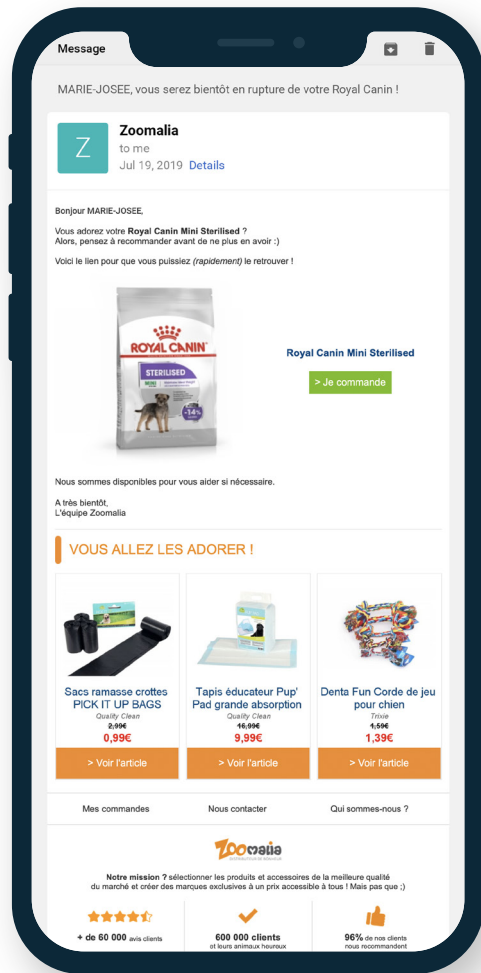 Message
MARIE-JOSEE, vous serez bientôt en rupture de votre Royal Canin !
Z
Zoomalia
to me
Jul 19, 2019 Details
Bonjour MARIE-JOSEE,
Vous adorez votre Royal Canin Mini Sterilised ?
Alors, pensez à recommander avant de ne plus en avoir :)
Voici le lien pour que vous puissiez (rapidement) le retrouver !
ROYAL CANIN
STERILISED
MINI
-14%
Royal Canin Mini Sterilised
> Je commande
Nous sommes disponibles pour vous aider si nécessaire.
A très bientôt,
L'équipe Zoomalia
VOUS ALLEZ LES ADORER !
Sacs ramasse crottes
PICK IT UP BAGS
Quality Clean
2,99€
0,99€
> Voir l'article
Tapis éducateur Pup'
Pad grande absorption
Quality Clean
16,99€
9,99€
> Voir l'article
Denta Fun Corde de jeu
pour chien
Trixie
1,59€
1,39€
> Voir l'article
Mes commandes
Nous contacter
Qui sommes-nous ?
Zoomalia
Notre mission ? sélectionner les produits et accessoires de la meilleure qualité
du marché et créer des marques exclusives à un prix accessible à tous ! Mais pas que ;)
+ de 60 000 avis clients
600 000 clients
et leurs animaux heureux
96% de nos clients
nous recommandent